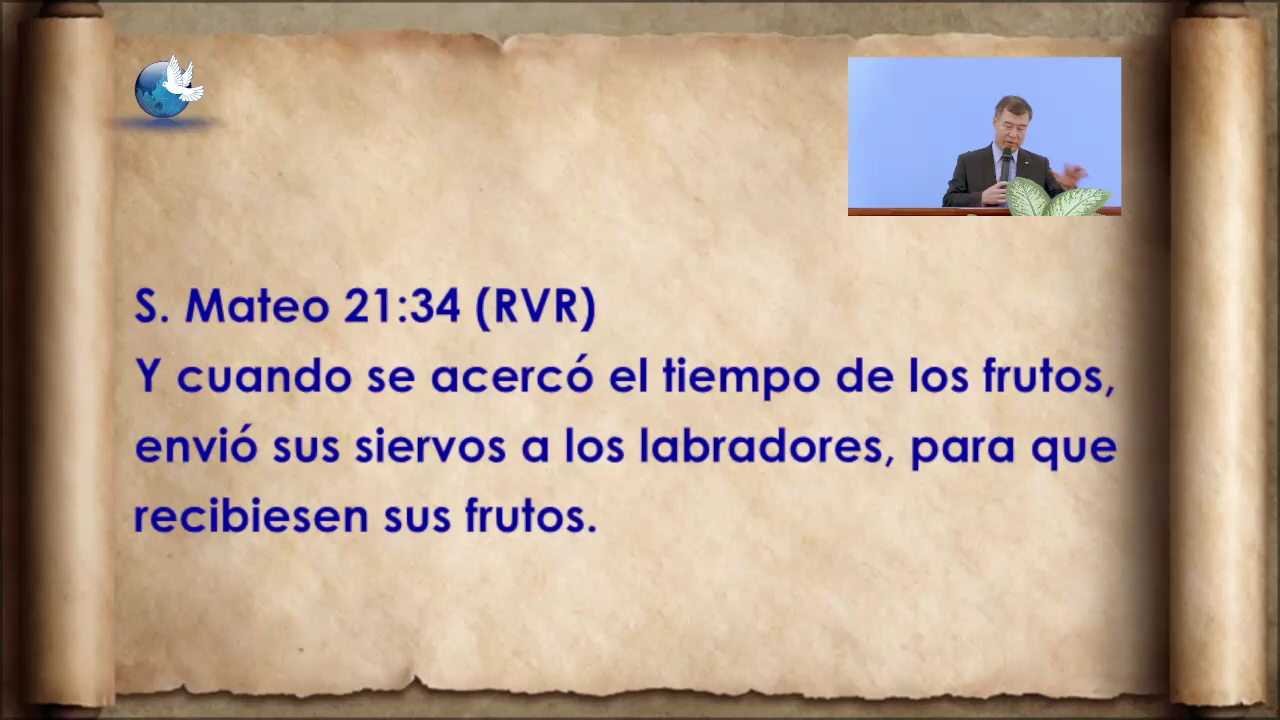 S. Mateo 21:34 (RVR)
Y cuando se acercó el tiempo de los frutos,
envió sus siervos a los labradores, para que
recibiesen sus frutos.